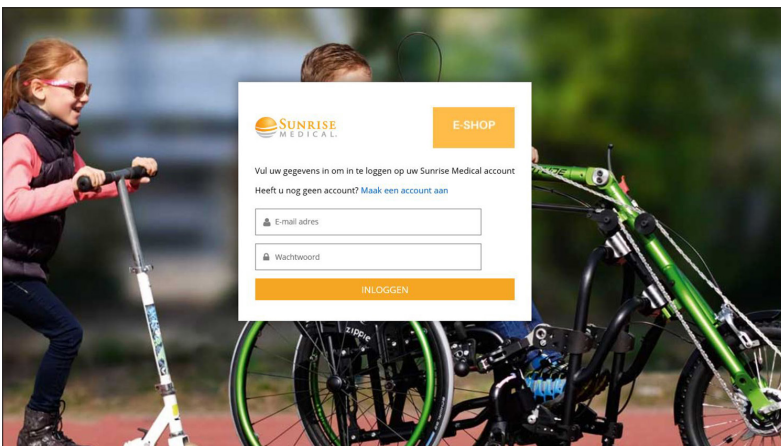 SUNRISE
MEDICAL.
E-SHOP
Vul uw gegevens in om in te loggen op uw Sunrise Medical account
Heeft u nog geen account? Maak een account aan
E-mail adres
Wachtwoord
INLOGGEN
ZIPPIE